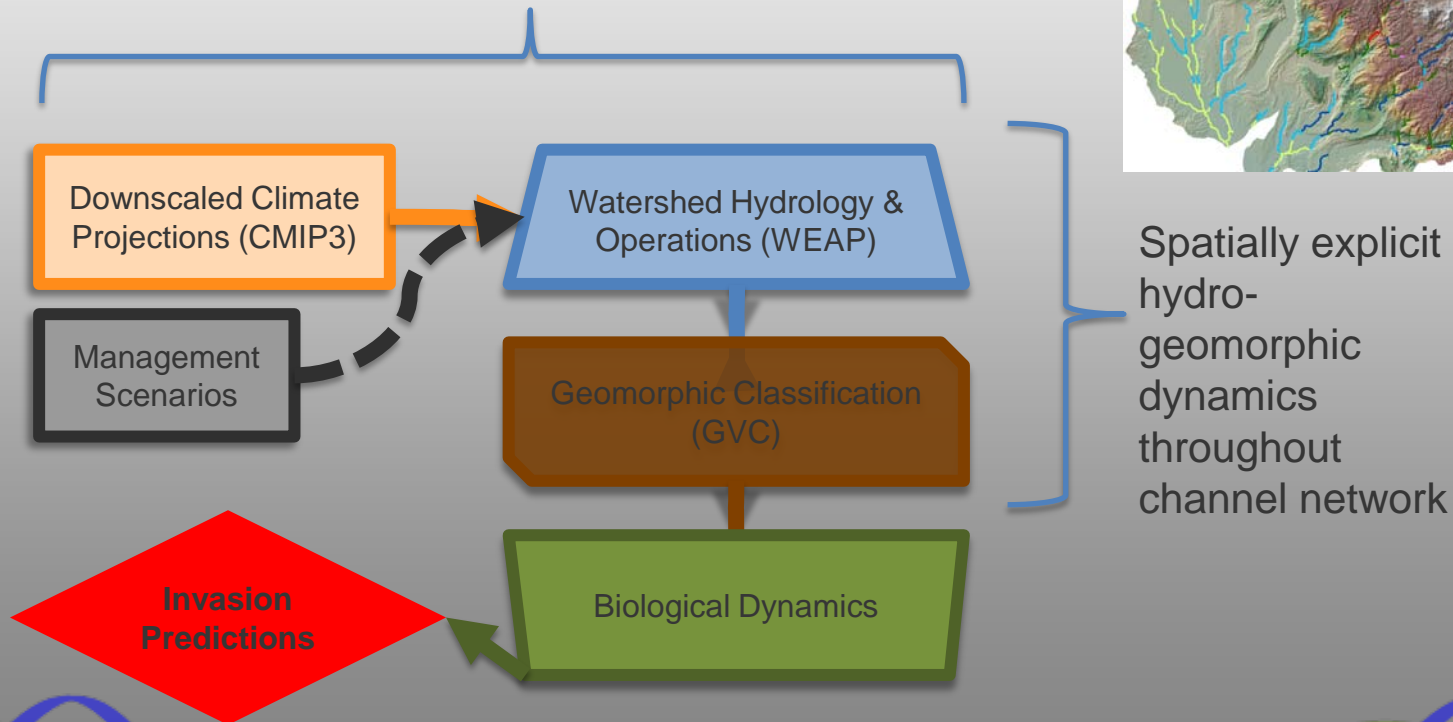 Downscaled Climate
Projections (CMIP3)
Watershed Hydrology &
Operations (WEAP)
Management
Scenarios
Geomorphic Classification
(GVC)
Spatially explicit
hydro-
geomorphic
dynamics
throughout
channel network
Invasion
Predictions
Biological Dynamics